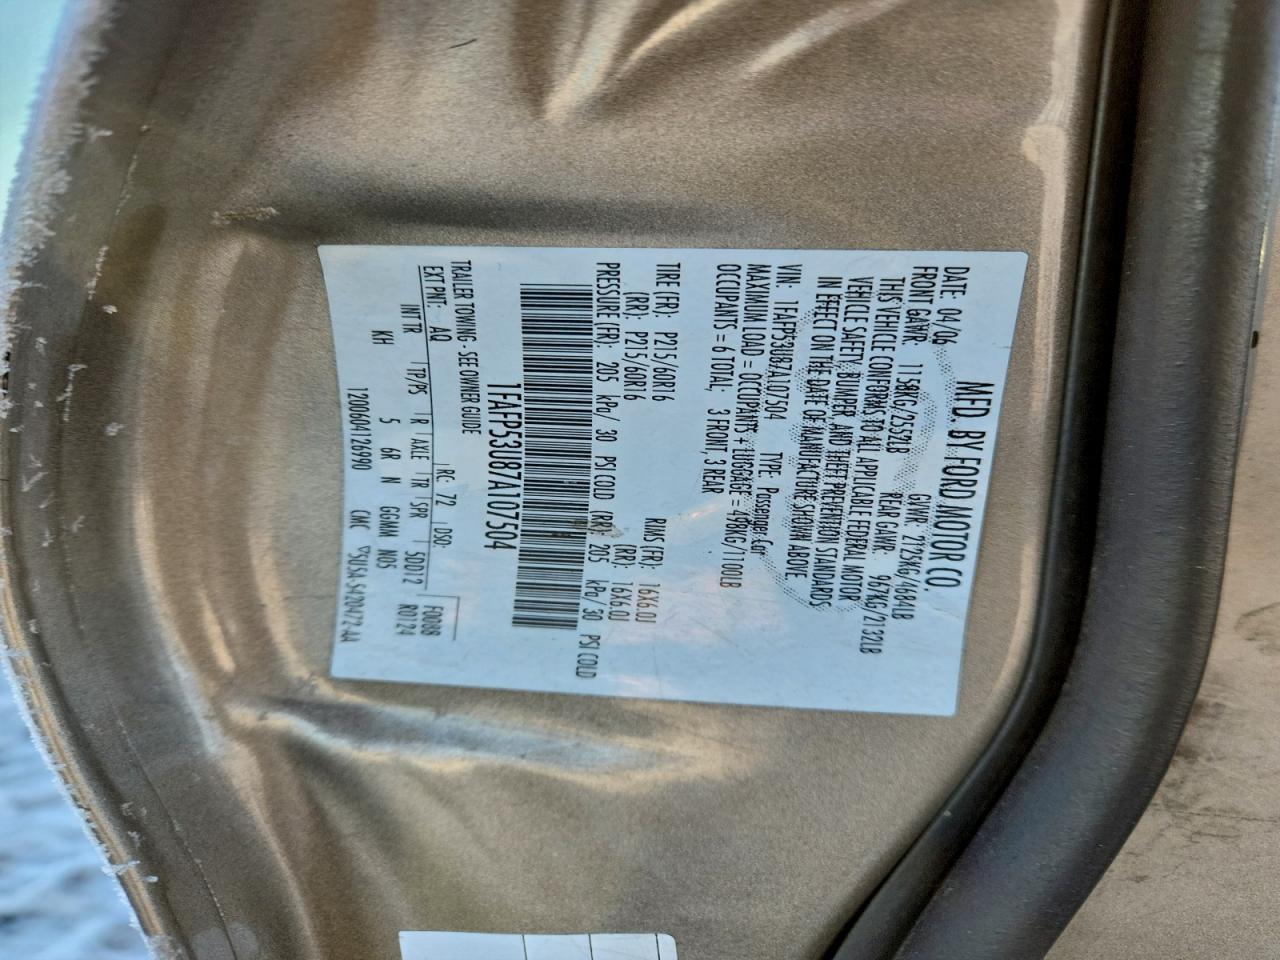 MFD. BY FORD MOTOR CO.
DATE: 04/06 GVWR: 2122KG/4684LB
FRONT GAWR: 1158KG/2552LB REAR GAWR: 967KG/2132LB
THIS VEHICLE CONFORMS TO ALL APPLICABLE FEDERAL MOTOR
VEHICLE SAFETY, BUMPER, AND THEFT PREVENTION STANDARDS
IN EFFECT ON THE DATE OF MANUFACTURE SHOWN ABOVE.
VIN: 1FAFP53U87A107504 TYPE: Passenger Car
MAXIMUM LOAD = OCCUPANTS + LUGGAGE = 498KG/1100LB
OCCUPANTS = 6 TOTAL, 3 FRONT, 3 REAR
TIRE (FR): P215/60R16 RIMS (FR): 16X6.0J
(RR): P215/60R16 (RR): 16X6.0J
PRESSURE (FR): 205 kPa/ 30 PSI COLD (RR): 205 kPa/ 30 PSI COLD
1FAFP53U87A107504
TRAILER TOWING - SEE OWNER GUIDE
EXT PNT: AQ RC: 72 DSO: F0088
INT TR TP/PS R AXLE TR SPR SDD12 R0124
KH 5 6R N GGMM NDS
120060412690 5U5A-5420472-AA